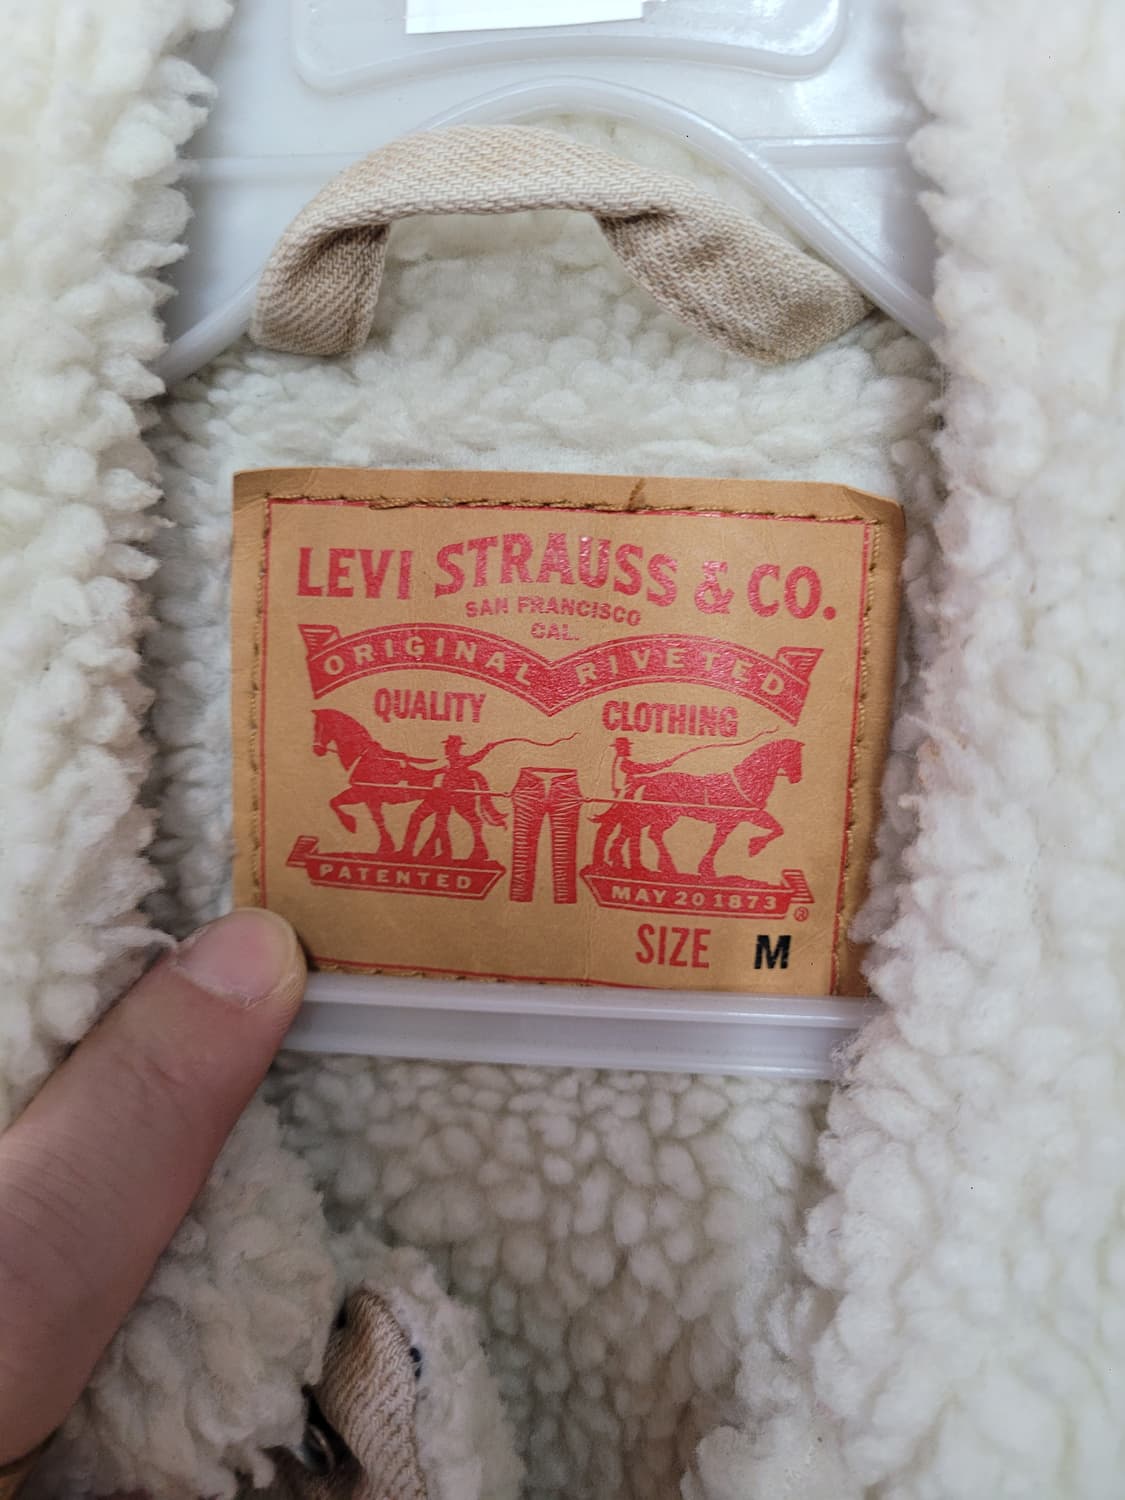 LEVI STRAUSS & CO.
SAN FRANCISCO
CAL.
ORIGINAL RIVETED
QUALITY CLOTHING
PATENTED MAY 20 1873 ®
SIZE M